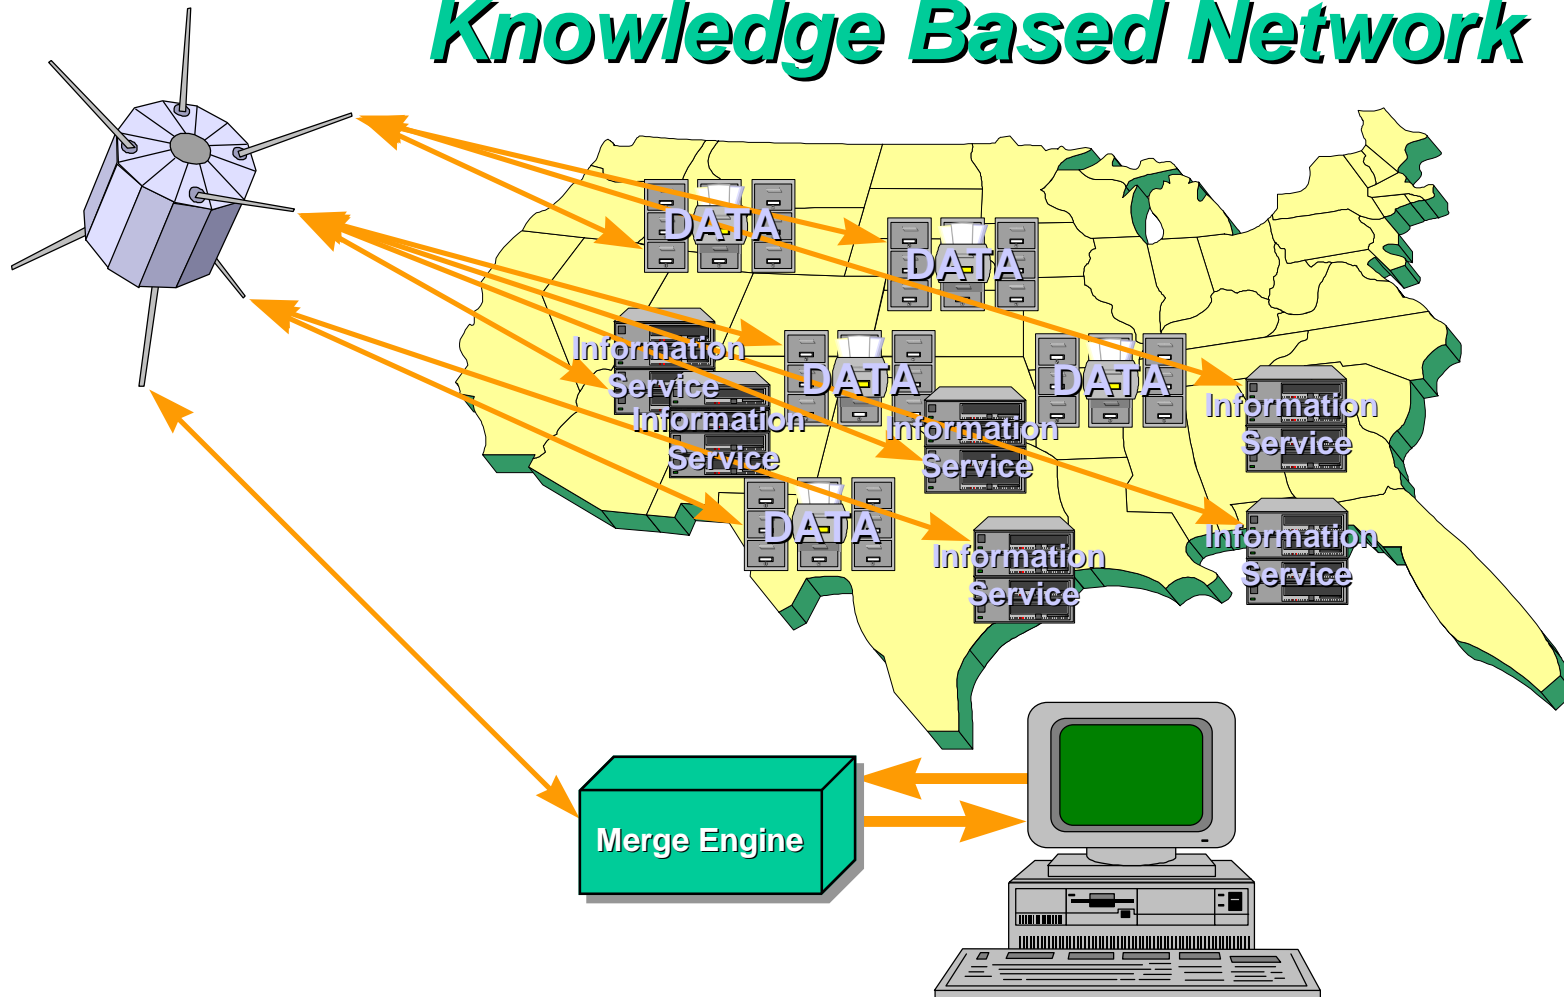 Knowledge Based Network
DATA
DATA
Information
Service
Information
Service
DATA
DATA
Information
Service
Information
Service
DATA
Information
Service
Information
Service
Merge Engine